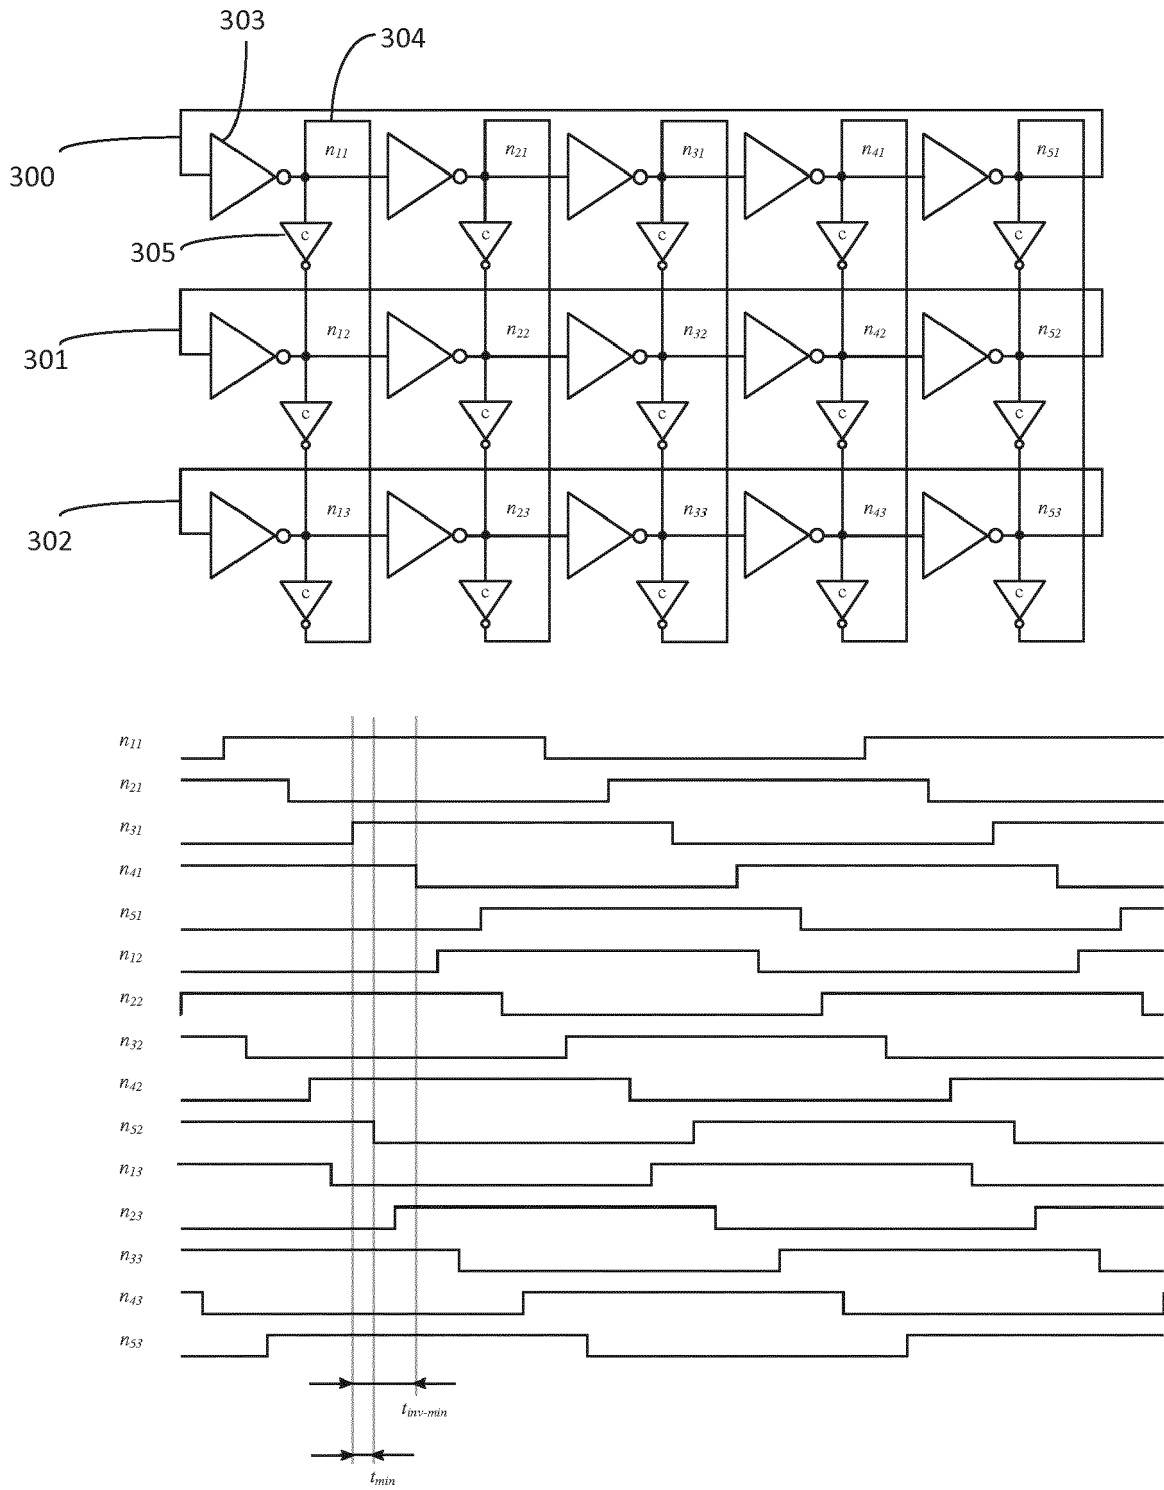 303
304
n11 n21 n31 n41 n51
300
305
c c c c c
n12 n22 n32 n42 n52
301
c c c c c
n13 n23 n33 n43 n53
302
c c c c c
n11
n21
n31
n41
n51
n12
n22
n32
n42
n52
n13
n23
n33
n43
n53
tinv-min
tmin